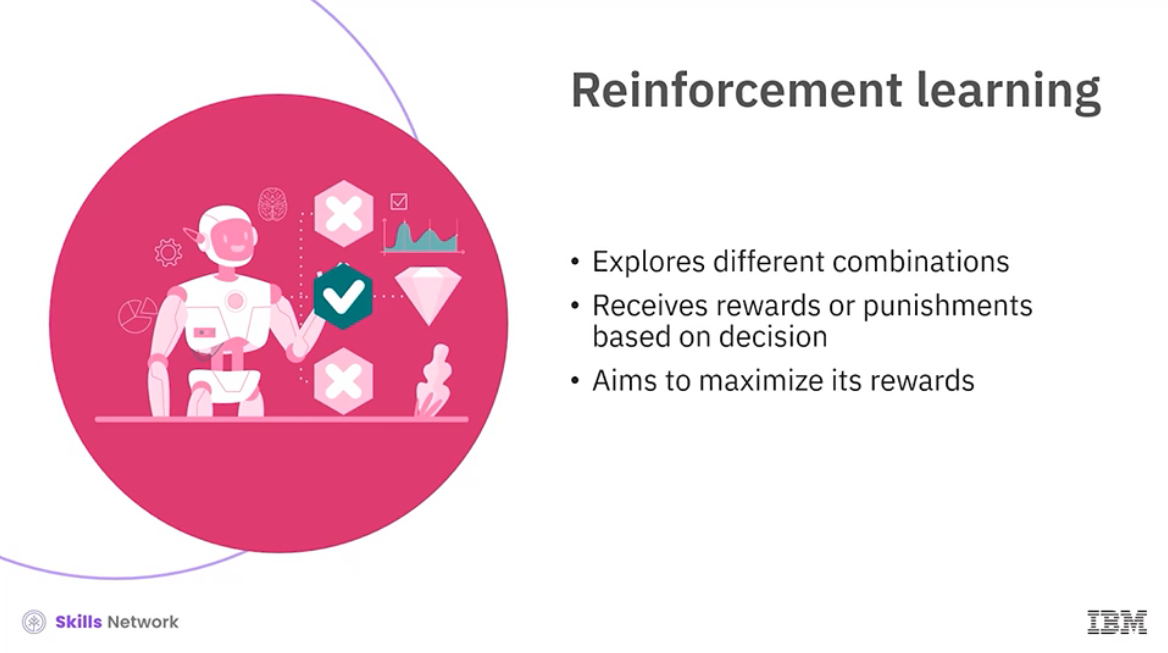 Reinforcement learning
• Explores different combinations
• Receives rewards or punishments
based on decision
• Aims to maximize its rewards
Skills Network
IBM